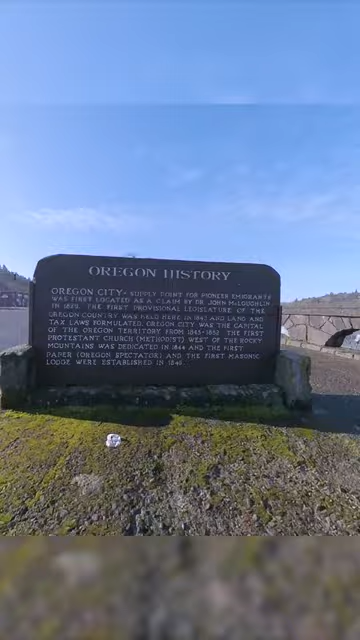 OREGON HISTORY
OREGON CITY- SUPPLY POINT FOR PIONEER EMIGRANTS
WAS FIRST LOCATED AS A CLAIM BY DR. JOHN McLOUGHLIN
IN 1829. THE FIRST PROVISIONAL LEGISLATURE OF THE
OREGON COUNTRY WAS HELD HERE IN 1843 AND LAND AND
TAX LAWS FORMULATED. OREGON CITY WAS THE CAPITAL
OF THE OREGON TERRITORY FROM 1845-1852. THE FIRST
PROTESTANT CHURCH (METHODIST) WEST OF THE ROCKY
MOUNTAINS WAS DEDICATED IN 1844 AND THE FIRST
PAPER (OREGON SPECTATOR) AND THE FIRST MASONIC
LODGE WERE ESTABLISHED IN 1846.